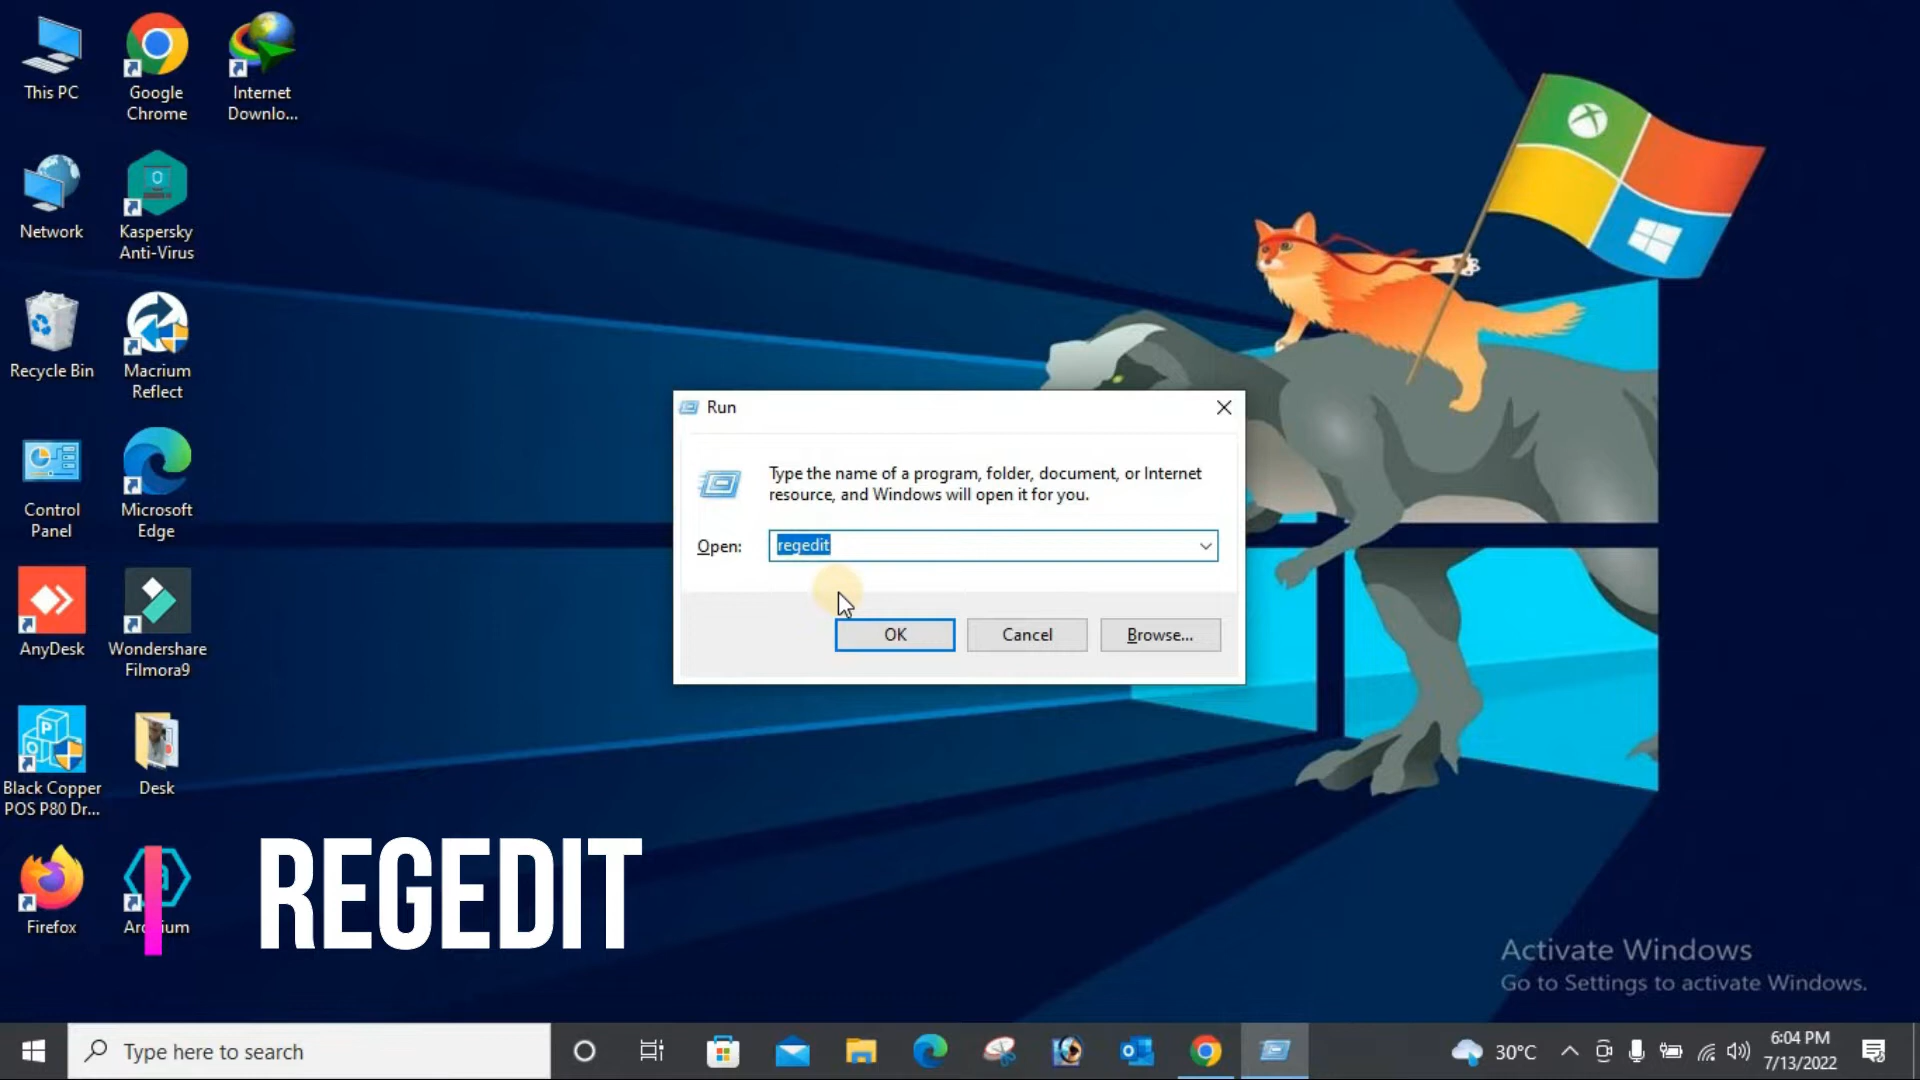 This PC
Google
Chrome
Internet
Downlo...
Network
Kaspersky
Anti-Virus
Recycle Bin
Macrium
Reflect
Control
Panel
Microsoft
Edge
AnyDesk
Wondershare
Filmora9
Black Copper
POS P80 Dr...
Desk
Firefox
Run
Type the name of a program, folder, document, or Internet
resource, and Windows will open it for you.
Open:
regedit
OK
Cancel
Browse...
REGEDIT
Activate Windows
Go to Settings to activate Windows.
Type here to search
30°C
6:04 PM
7/13/2022